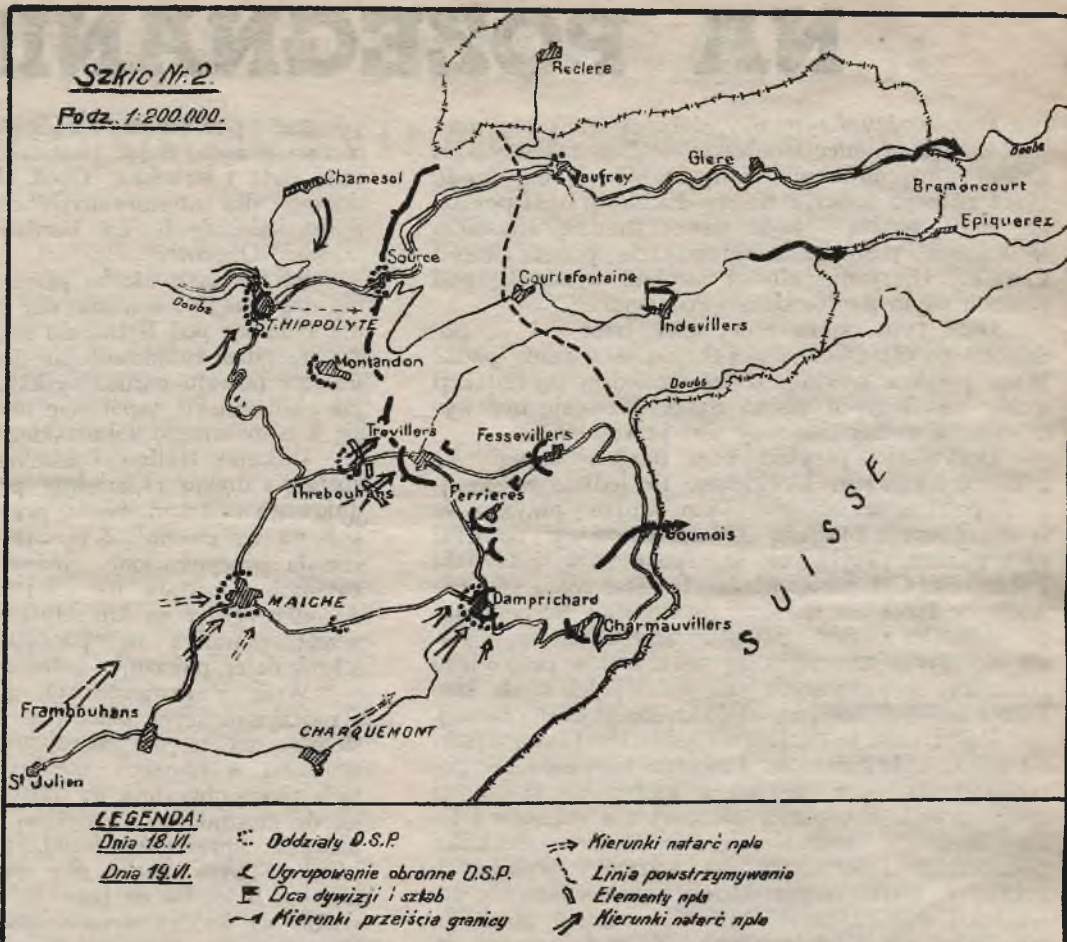 Szkic Nr. 2.
Podz. 1:200.000.
Reclere
Chamesol
Vaufrey
Glere
Doubs
Bremoncourt
Epiquerez
Source
Courtefontaine
Indevillers
Doubs
ST. HIPPOLYTE
Montandon
Doubs
Trevillers
Fessevillers
Threbouhans
Ferrieres
Goumois
SUISSE
MAICHE
Damprichard
Charmauvillers
Frambouhans
CHARQUEMONT
St Julien
LEGENDA:
Dnia 18.VI. Oddziały D.S.P. Kierunki natarć npla
Dnia 19.VI. Ugrupowanie obronne D.S.P. Linia powstrzymywania
Dca dywizji i sztab Elementy npla
Kierunki przejścia granicy Kierunki natarć npla